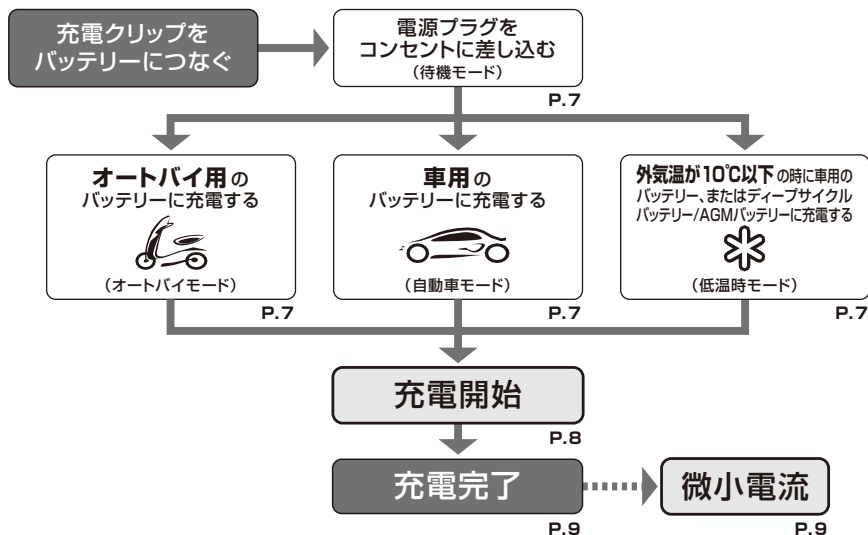 充電クリップを
バッテリーにつなぐ
電源プラグを
コンセントに差し込む
（待機モード）
P.7
オートバイ用の
バッテリーに充電する
（オートバイモード）
P.7
車用の
バッテリーに充電する
（自動車モード）
P.7
外気温が10℃以下の時に車用の
バッテリー、またはディープサイクル
バッテリー/AGMバッテリーに充電する
（低温時モード）
P.7
充電開始
P.8
充電完了
P.9
微小電流
P.9